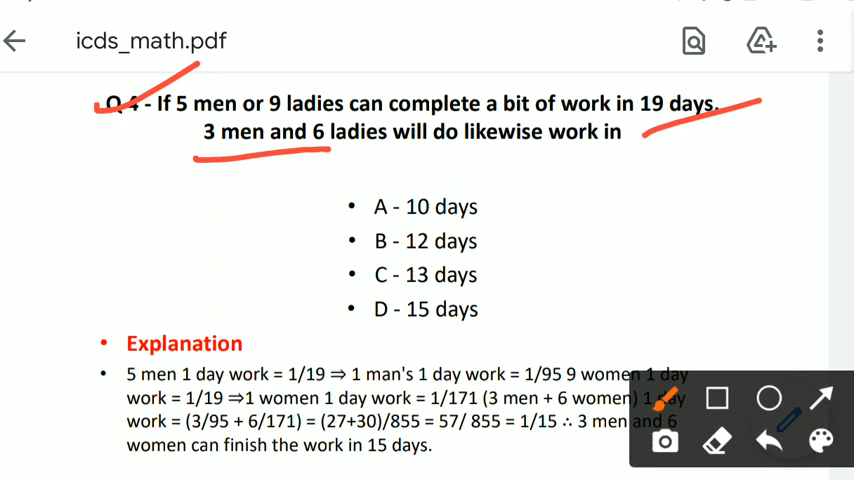 icds_math.pdf
Q 4 - If 5 men or 9 ladies can complete a bit of work in 19 days.
3 men and 6 ladies will do likewise work in
• A - 10 days
• B - 12 days
• C - 13 days
• D - 15 days
• Explanation
• 5 men 1 day work = 1/19 ⇒ 1 man's 1 day work = 1/95 9 women 1 day
work = 1/19 ⇒1 women 1 day work = 1/171 (3 men + 6 women) 1 day
work = (3/95 + 6/171) = (27+30)/855 = 57/ 855 = 1/15 ∴ 3 men and 6
women can finish the work in 15 days.